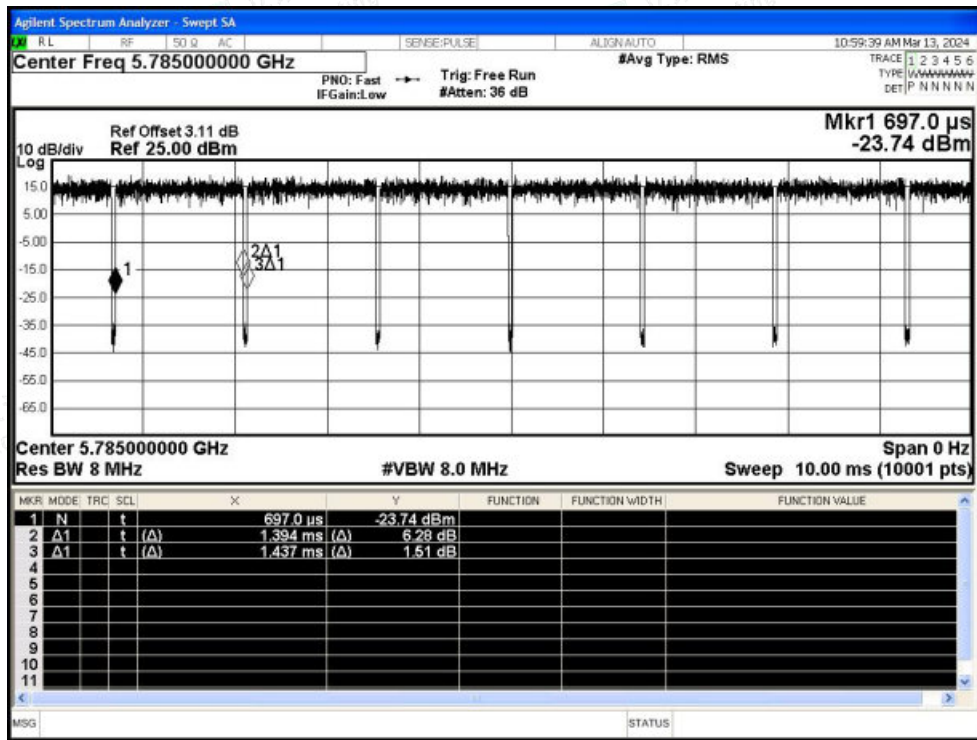 Agilent Spectrum Analyzer - Swept SA
LXI RL RF 50 Ω AC SENSE:PULSE ALIGNAUTO 10:59:39 AM Mar 13, 2024
Center Freq 5.785000000 GHz #Avg Type: RMS TRACE 1 2 3 4 5 6
PNO: Fast Trig: Free Run TYPE WWWWWW
IFGain:Low #Atten: 36 dB DET P N N N N N
Mkr1 697.0 µs
Ref Offset 3.11 dB
10 dB/div Ref 25.00 dBm -23.74 dBm
Log
15.0
5.00
-5.00
2Δ1
-15.0 1 3Δ1
-25.0
-35.0
-45.0
-55.0
-65.0
Center 5.785000000 GHz Span 0 Hz
Res BW 8 MHz #VBW 8.0 MHz Sweep 10.00 ms (10001 pts)
MKR MODE TRC SCL X Y FUNCTION FUNCTION WIDTH FUNCTION VALUE
1 N t 697.0 µs -23.74 dBm
2 Δ1 t (Δ) 1.394 ms (Δ) 6.28 dB
3 Δ1 t (Δ) 1.437 ms (Δ) 1.51 dB
4
5
6
7
8
9
10
11
MSG STATUS